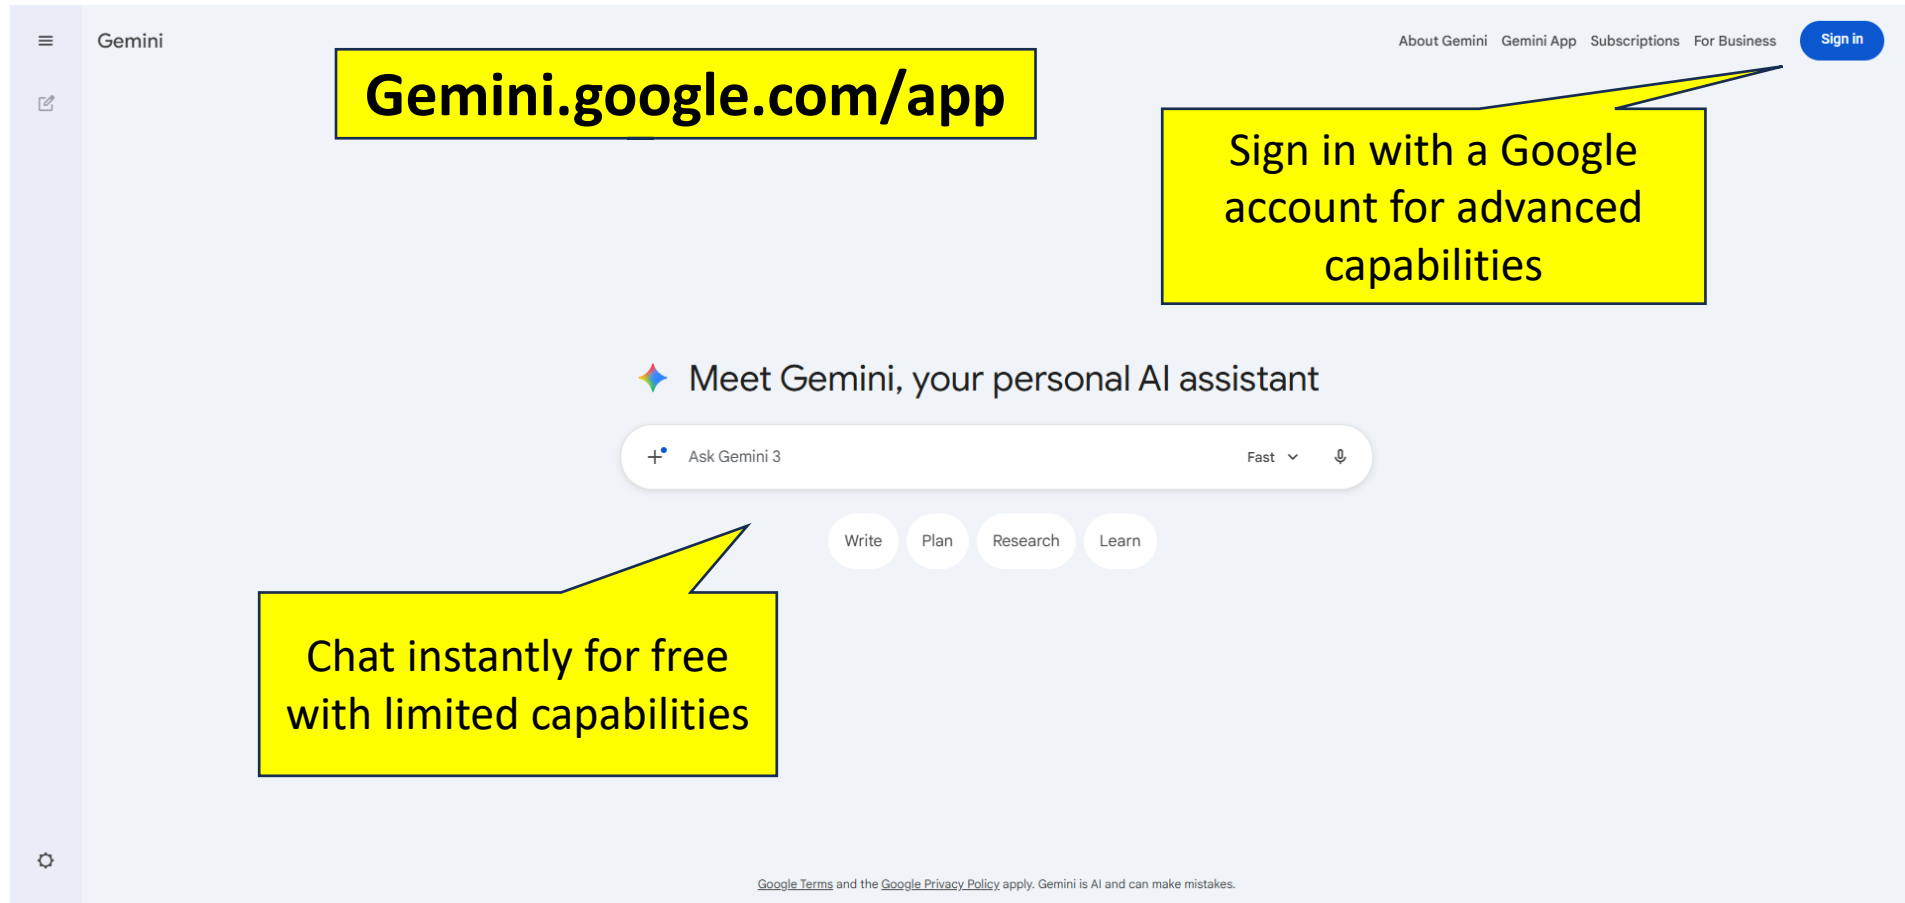 Gemini
About Gemini Gemini App Subscriptions For Business Sign in
Gemini.google.com/app
Sign in with a Google
account for advanced
capabilities
Meet Gemini, your personal AI assistant
Ask Gemini 3 Fast
Write Plan Research Learn
Chat instantly for free
with limited capabilities
Google Terms and the Google Privacy Policy apply. Gemini is AI and can make mistakes.